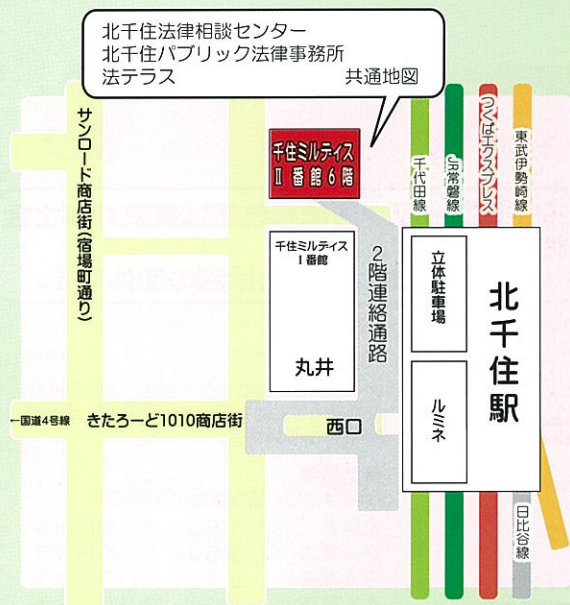 北千住法律相談センター
北千住パブリック法律事務所
法テラス 共通地図
サンロード商店街(宿場町通り)
千住ミルディス
Ⅱ番館6階
千代田線
JR常磐線
つくばエクスプレス
東武伊勢崎線
千住ミルディス
Ⅰ番館
丸井
2階連絡通路
立体駐車場
ルミネ
北千住駅
←国道4号線
きたろーど1010商店街
西口
日比谷線